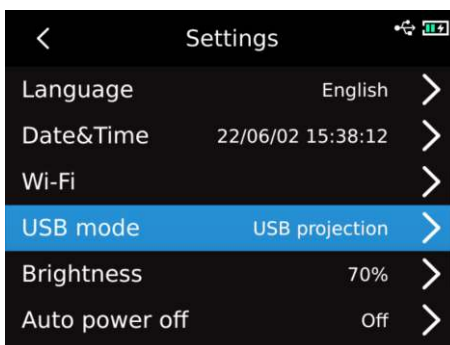 Settings
Language English
Date&Time 22/06/02 15:38:12
Wi-Fi
USB mode USB projection
Brightness 70%
Auto power off Off